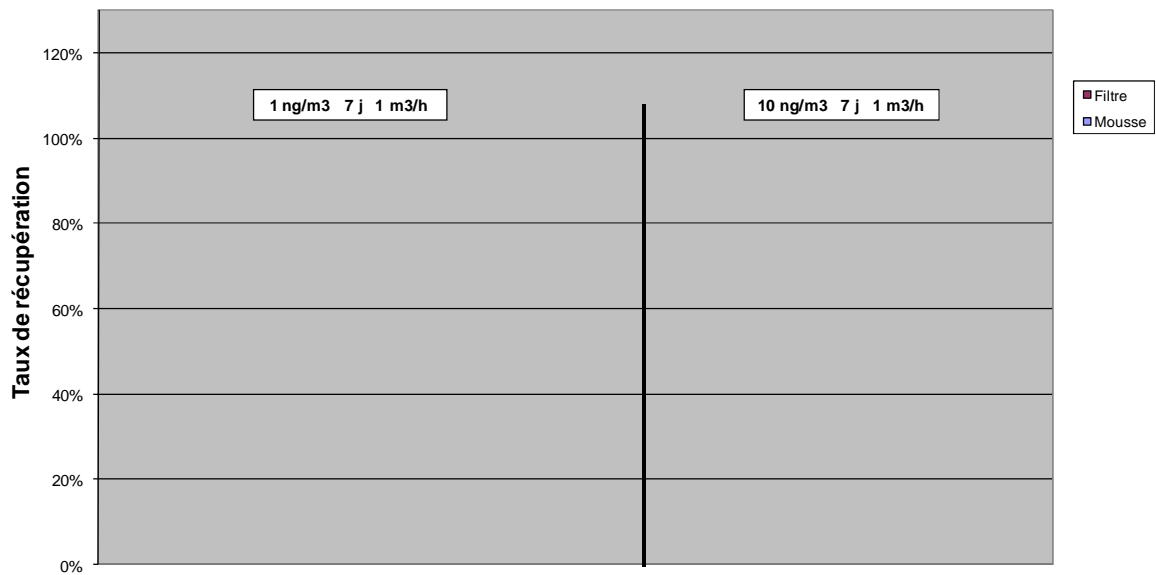 120%
1 ng/m3 7 j 1 m3/h
10 ng/m3 7 j 1 m3/h
Filtre
Mousse
100%
80%
60%
40%
20%
0%
Taux de récupération